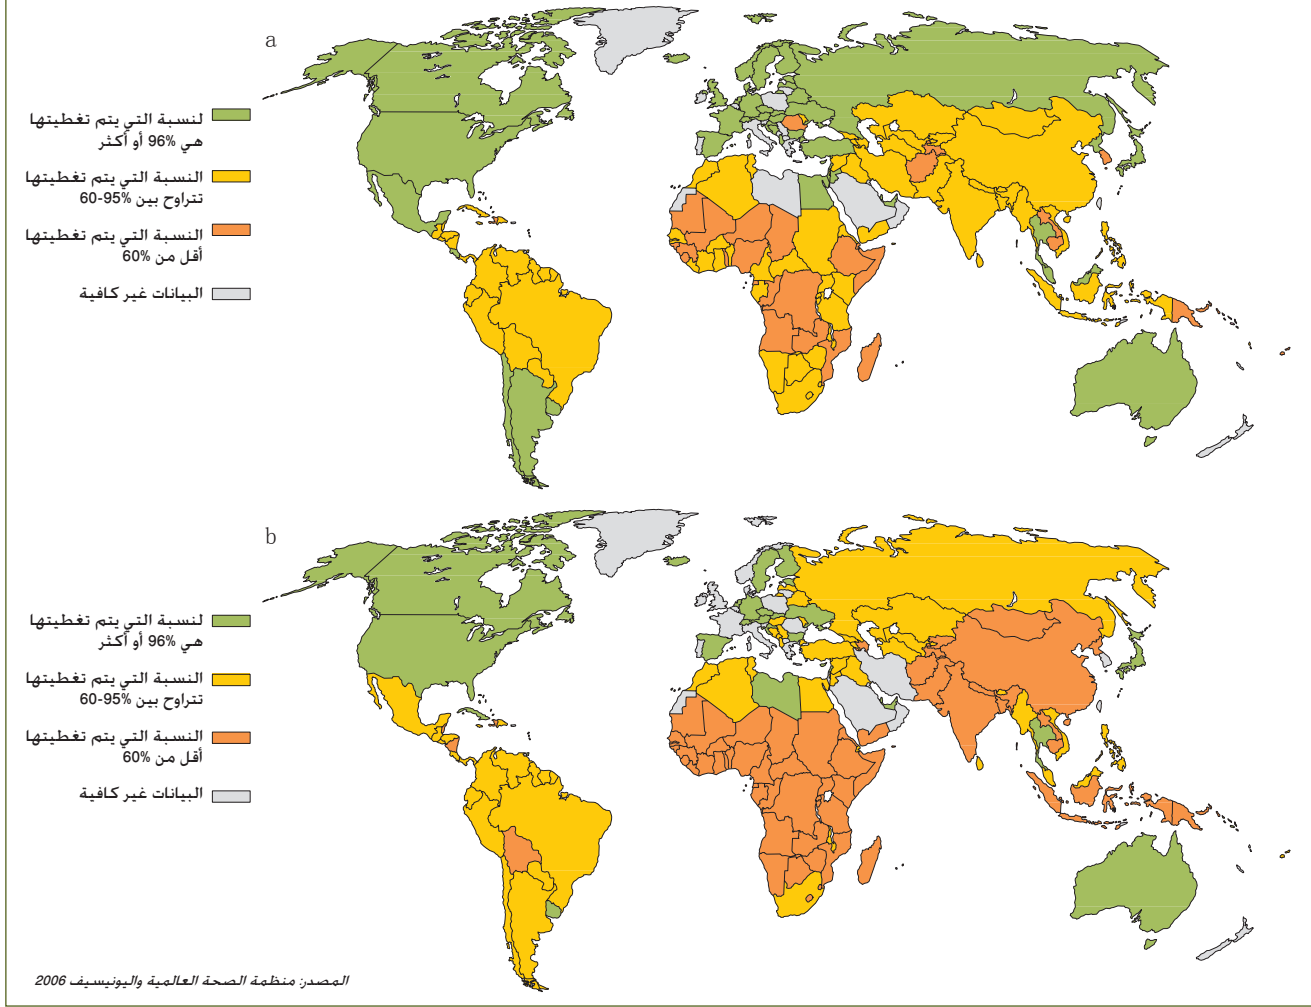 a
لنسبة التي يتم تغطيتها
هي 96% أو أكثر
النسبة التي يتم تغطيتها
تتراوح بين %95-60
النسبة التي يتم تغطيتها
أقل من 60%
البيانات غير كافية
b
لنسبة التي يتم تغطيتها
هي 96% أو أكثر
النسبة التي يتم تغطيتها
تتراوح بين %95-60
النسبة التي يتم تغطيتها
أقل من 60%
البيانات غير كافية
المصدر: منظمة الصحة العالمية واليونيسيف 2006